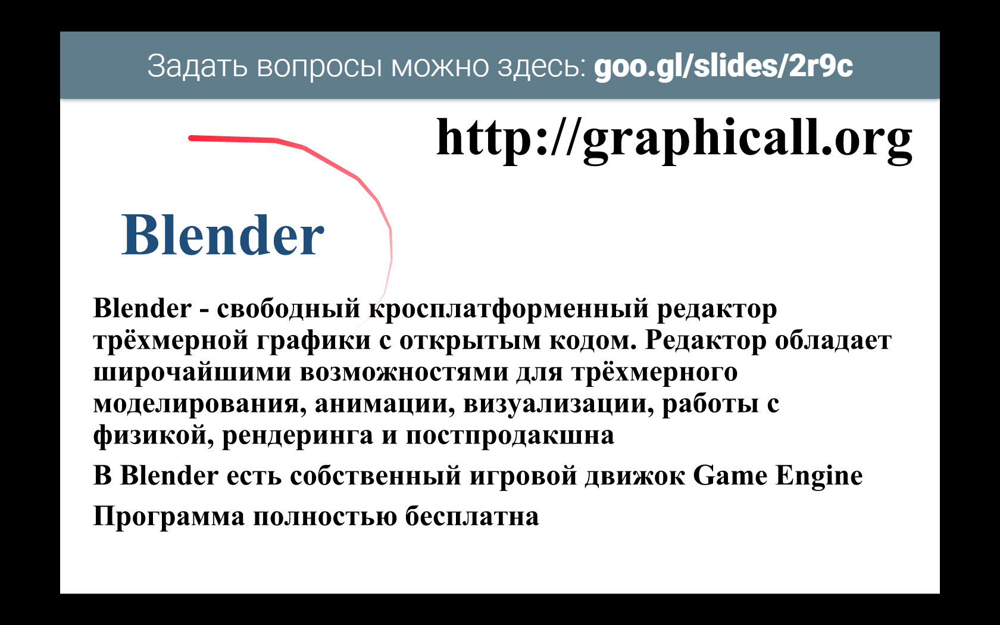 Задать вопросы можно здесь: goo.gl/slides/2r9c
http://graphicall.org
Blender
Blender - свободный кросплатформенный редактор
трёхмерной графики с открытым кодом. Редактор обладает
широчайшими возможностями для трёхмерного
моделирования, анимации, визуализации, работы с
физикой, рендеринга и постпродакшна
В Blender есть собственный игровой движок Game Engine
Программа полностью бесплатна